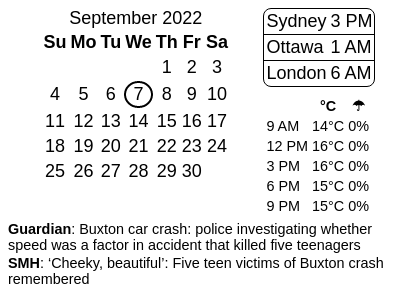 September 2022
Su Mo Tu We Th Fr Sa
1 2 3
4 5 6 7 8 9 10
11 12 13 14 15 16 17
18 19 20 21 22 23 24
25 26 27 28 29 30
Sydney 3 PM
Ottawa 1 AM
London 6 AM
°C ☂
9 AM 14°C 0%
12 PM 16°C 0%
3 PM 16°C 0%
6 PM 15°C 0%
9 PM 15°C 0%
Guardian: Buxton car crash: police investigating whether
speed was a factor in accident that killed five teenagers
SMH: ‘Cheeky, beautiful’: Five teen victims of Buxton crash
remembered